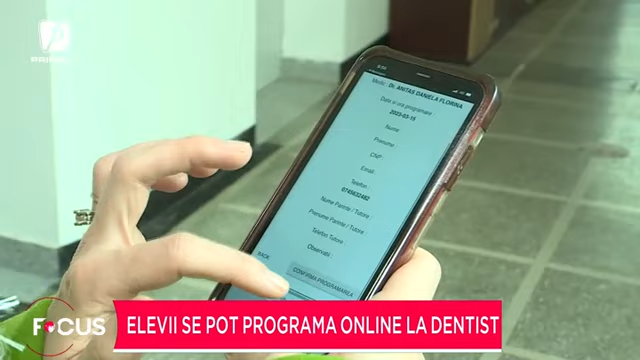 PRIMA
9:51
Medic : Dr. ANITAS DANIELA FLORINA
Data si ora programare
2023-03-15
Nume :
Prenume :
CNP :
Email :
Telefon :
0745632482
Nume Parinte / Tutore :
Prenume Parinte / Tutore :
Telefon Tutore :
Observatii :
BACK
CONFIRMA PROGRAMAREA
FOCUS
ELEVII SE POT PROGRAMA ONLINE LA DENTIST